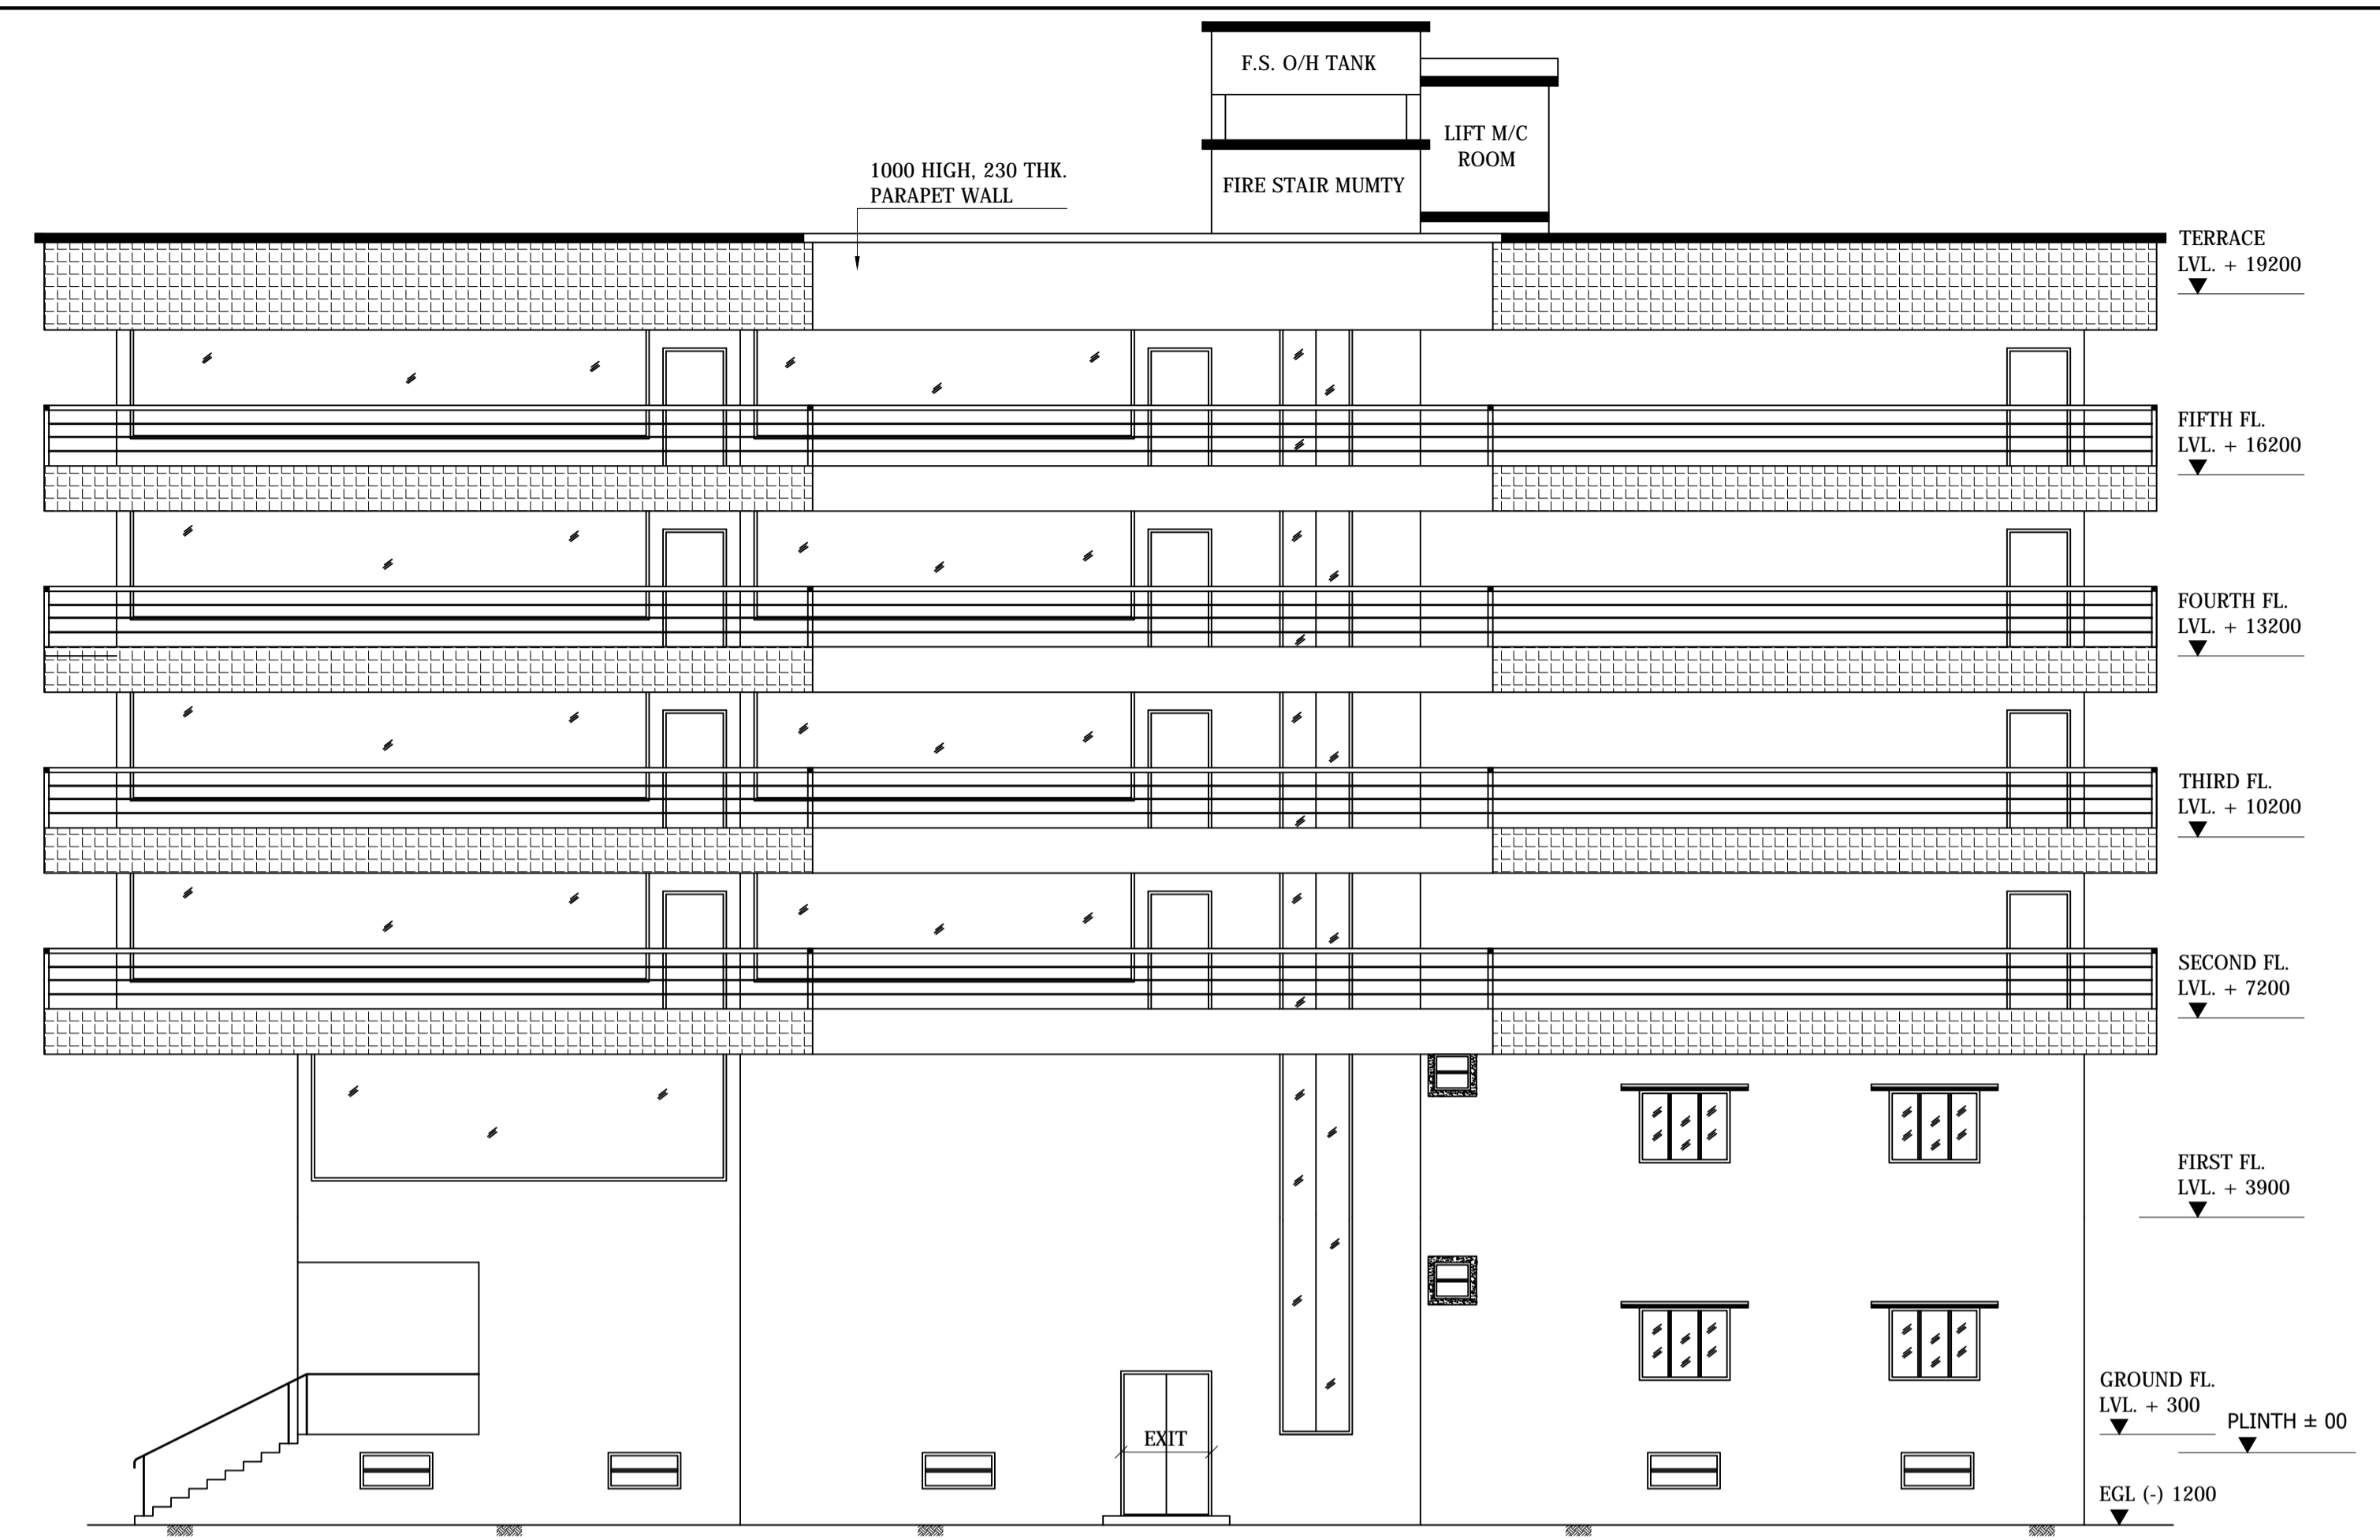 F.S. O/H TANK
LIFT M/C
ROOM
1000 HIGH, 230 THK.
PARAPET WALL
FIRE STAIR MUMTY
TERRACE
LVL. + 19200
FIFTH FL.
LVL. + 16200
FOURTH FL.
LVL. + 13200
THIRD FL.
LVL. + 10200
SECOND FL.
LVL. + 7200
FIRST FL.
LVL. + 3900
GROUND FL.
LVL. + 300
PLINTH ± 00
EXIT
EGL (-) 1200